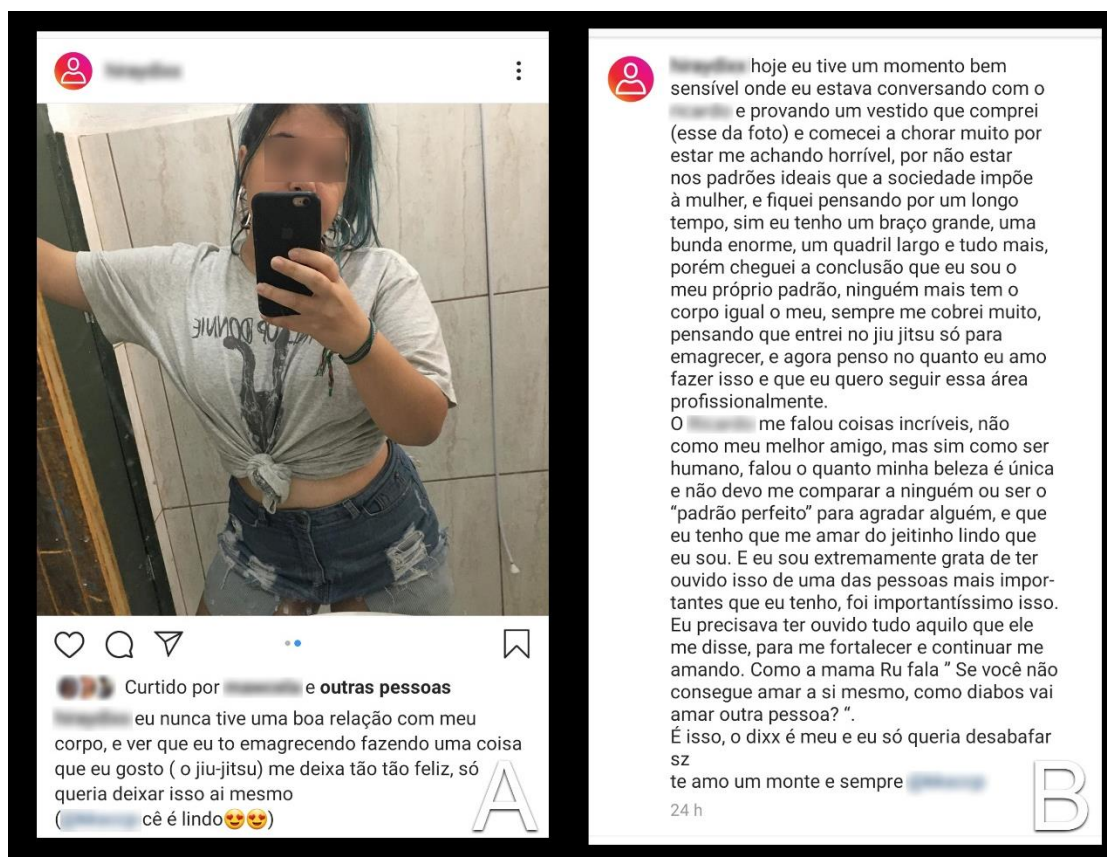 DONNIE
Curtido por e outras pessoas
eu nunca tive uma boa relação com meu
corpo, e ver que eu to emagrecendo fazendo uma coisa
que eu gosto ( o jiu-jitsu) me deixa tão tão feliz, só
queria deixar isso ai mesmo
( cê é lindo😍😍)
A
hoje eu tive um momento bem
sensível onde eu estava conversando com o
e provando um vestido que comprei
(esse da foto) e comecei a chorar muito por
estar me achando horrível, por não estar
nos padrões ideais que a sociedade impõe
à mulher, e fiquei pensando por um longo
tempo, sim eu tenho um braço grande, uma
bunda enorme, um quadril largo e tudo mais,
porém cheguei a conclusão que eu sou o
meu próprio padrão, ninguém mais tem o
corpo igual o meu, sempre me cobrei muito,
pensando que entrei no jiu jitsu só para
emagrecer, e agora penso no quanto eu amo
fazer isso e que eu quero seguir essa área
profissionalmente.
O me falou coisas incríveis, não
como meu melhor amigo, mas sim como ser
humano, falou o quanto minha beleza é única
e não devo me comparar a ninguém ou ser o
“padrão perfeito” para agradar alguém, e que
eu tenho que me amar do jeitinho lindo que
eu sou. E eu sou extremamente grata de ter
ouvido isso de uma das pessoas mais impor-
tantes que eu tenho, foi importantíssimo isso.
Eu precisava ter ouvido tudo aquilo que ele
me disse, para me fortalecer e continuar me
amando. Como a mama Ru fala ” Se você não
consegue amar a si mesmo, como diabos vai
amar outra pessoa? “.
É isso, o dixx é meu e eu só queria desabafar
sz
te amo um monte e sempre
24 h
B